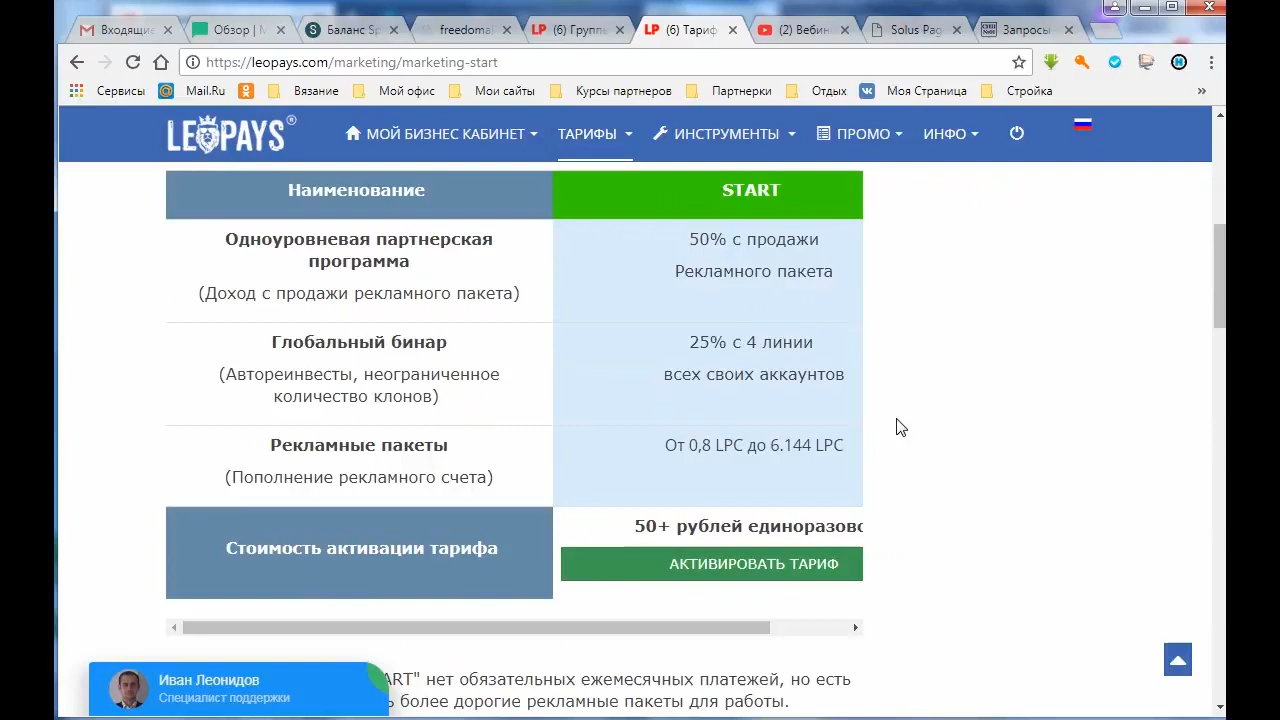 Входящие
Обзор | М
Баланс Sp
freedomal
LP (6) Группы
LP (6) Тариф
(2) Вебин
Solus Pag
Запросы
https://leopays.com/marketing/marketing-start
Сервисы
Mail.Ru
Вязание
Мой офис
Мои сайты
Курсы партнеров
Партнерки
Отдых
Моя Страница
Стройка
»
LEOPAYS®
МОЙ БИЗНЕС КАБИНЕТ
ТАРИФЫ
ИНСТРУМЕНТЫ
ПРОМО
ИНФО
Наименование
START
Одноуровневая партнерская
программа
(Доход с продажи рекламного пакета)
50% с продажи
Рекламного пакета
Глобальный бинар
(Автореинвесты, неограниченное
количество клонов)
25% с 4 линии
всех своих аккаунтов
Рекламные пакеты
(Пополнение рекламного счета)
От 0,8 LPC до 6.144 LPC
Стоимость активации тарифа
50+ рублей единоразово
АКТИВИРОВАТЬ ТАРИФ
ART" нет обязательных ежемесячных платежей, но есть
ь более дорогие рекламные пакеты для работы.
Иван Леонидов
Специалист поддержки